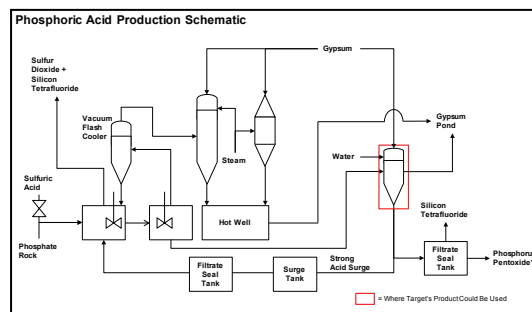 Phosphoric Acid Production Schematic
Sulfur
Dioxide +
Silicon
Tetrafluoride
Gypsum
Vacuum
Flash
Cooler
Gypsum
Pond
Steam
Water
Sulfuric
Acid
Silicon
Tetrafluoride
Hot Well
Phosphate
Rock
Strong
Acid Surge
Filtrate
Seal
Tank
Surge
Tank
Filtrate
Seal
Tank
Phosphoru
Pentoxide
= Where Target's Product Could Be Used